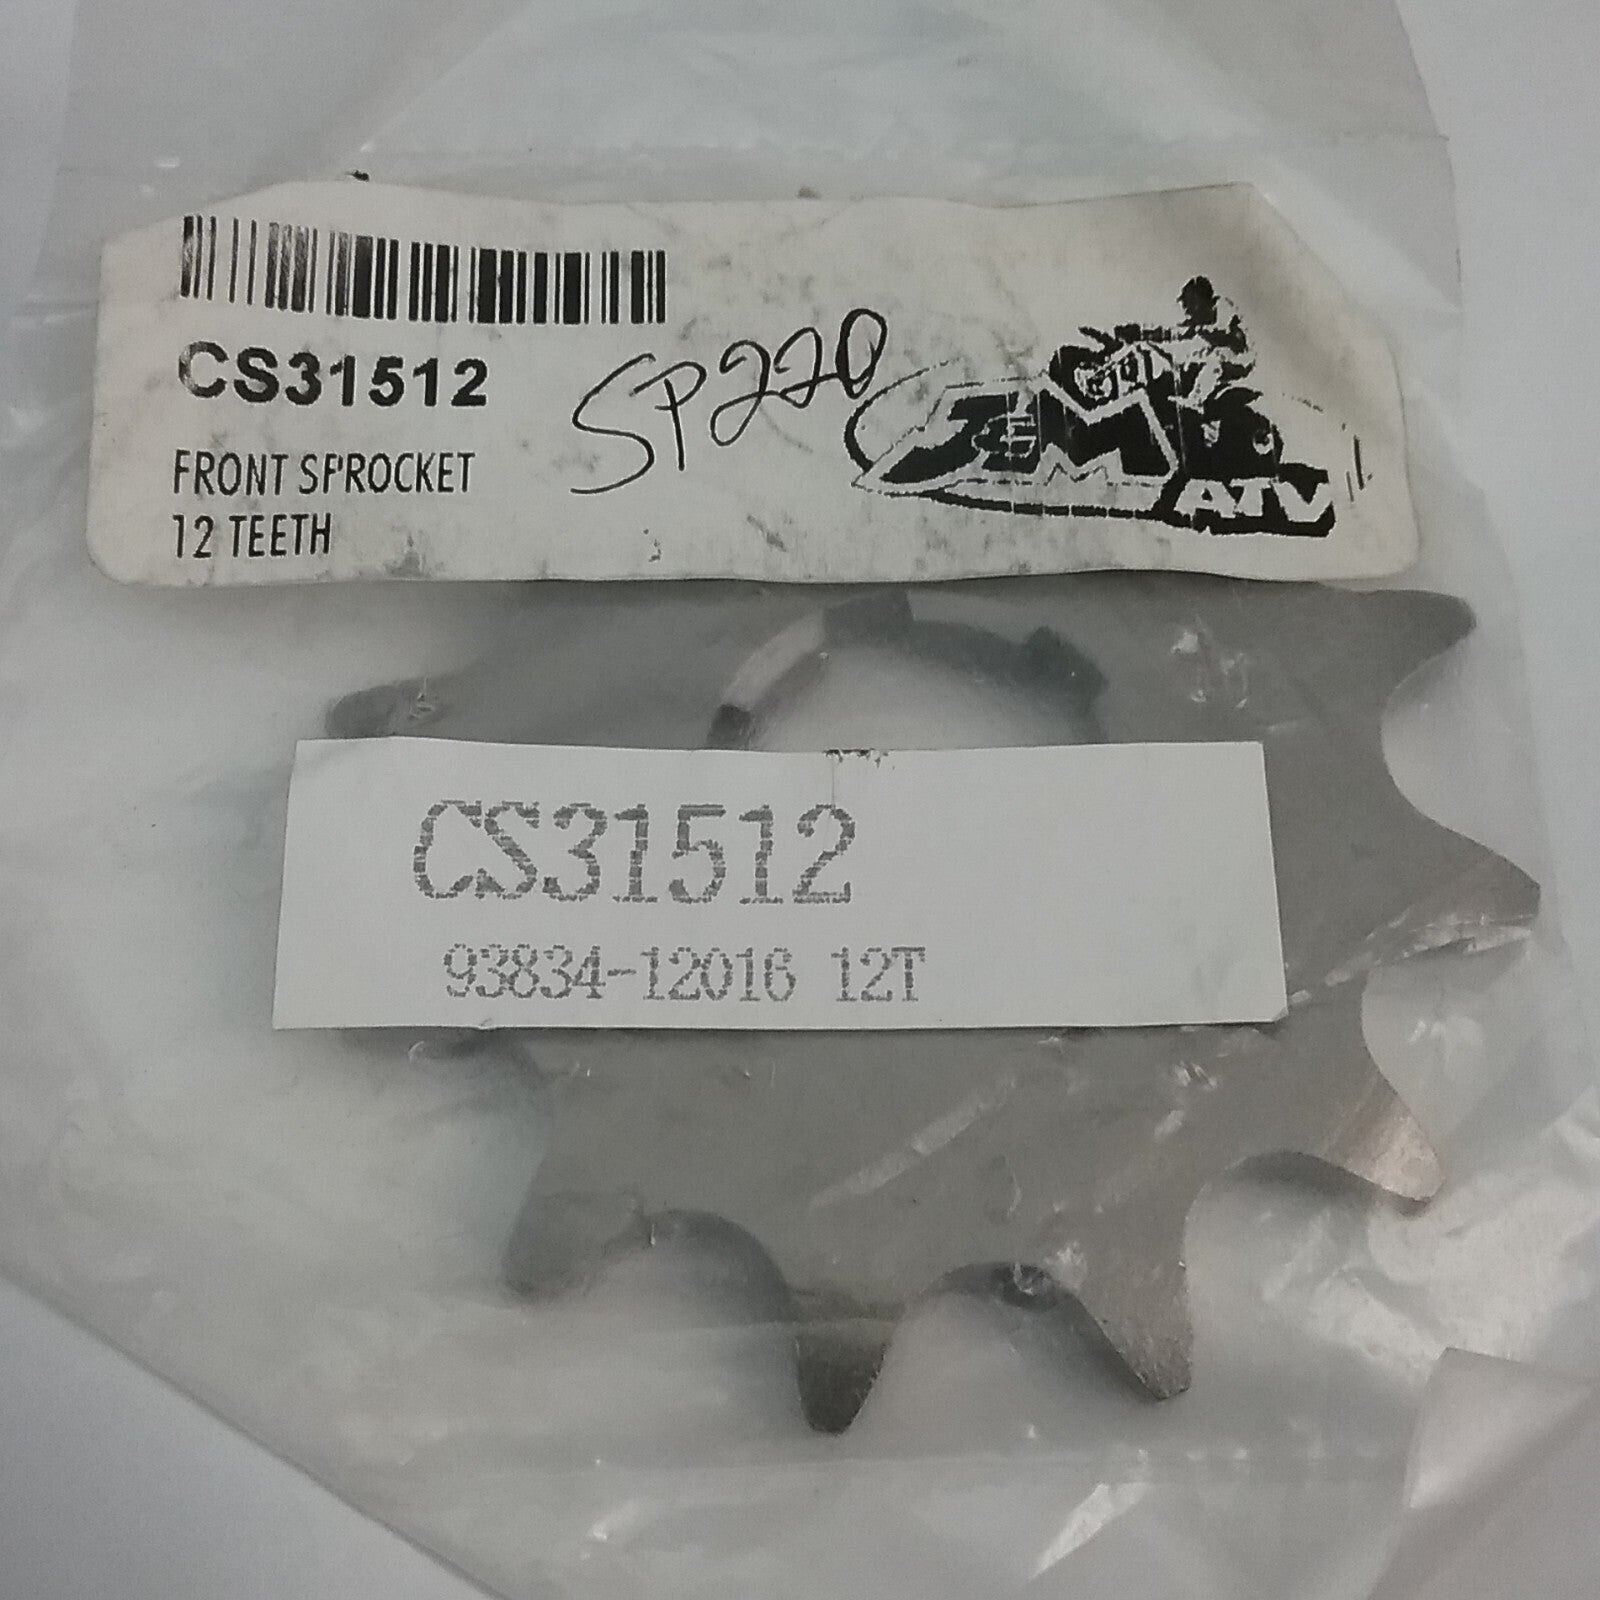 CS31512
SP220
FRONT SPROCKET
12 TEETH
ATV
CS31512
93834-12016 12T